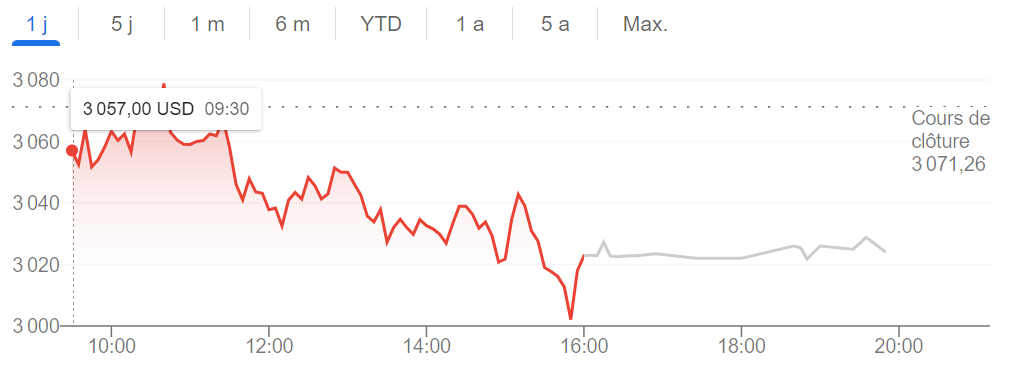 1 j 5 j 1 m 6 m YTD 1 a 5 a Max.
3 080
3 057,00 USD 09:30
Cours de
clôture
3 071,26
3 060
3 040
3 020
3 000
10:00 12:00 14:00 16:00 18:00 20:00